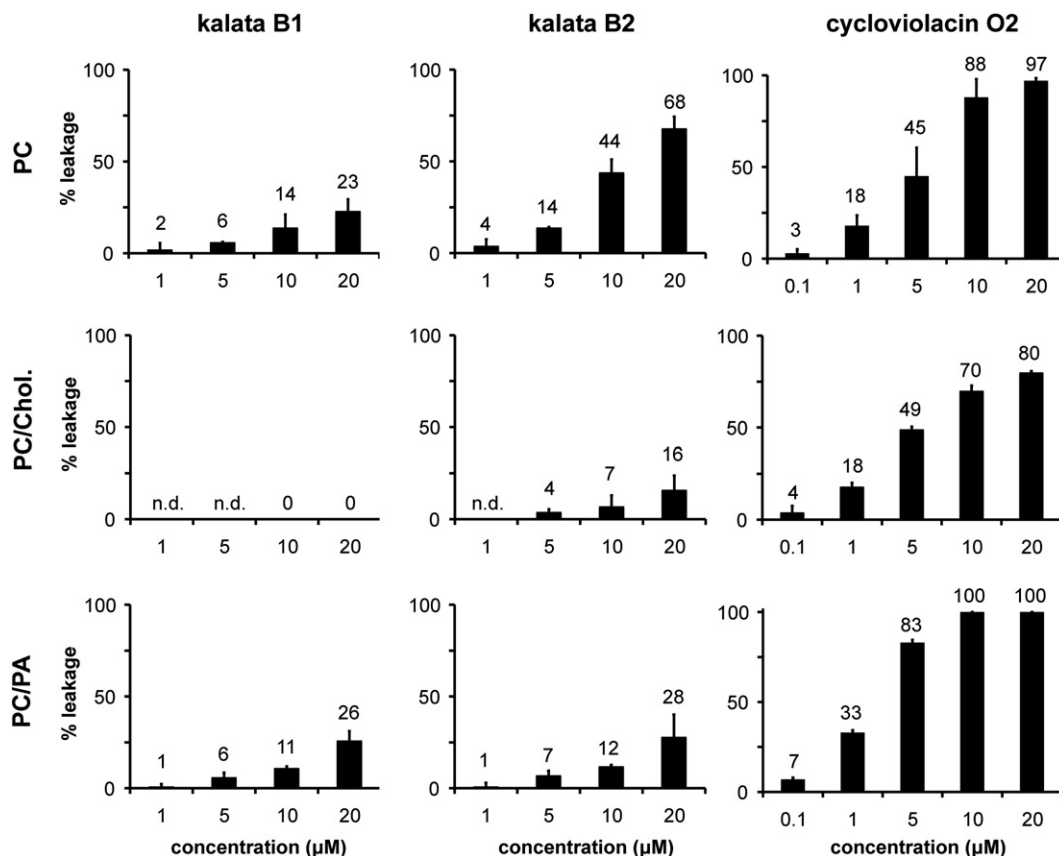 kalata B1 kalata B2 cycloviolacin O2
PC
% leakage
100
50
0
2 6 14 23
1 5 10 20
100
50
0
4 14 44 68
1 5 10 20
100
50
0
3 18 45 88 97
0.1 1 5 10 20
PC/Chol.
% leakage
100
50
0
n.d. n.d. 0 0
1 5 10 20
100
50
0
n.d. 4 7 16
1 5 10 20
100
50
0
4 18 49 70 80
0.1 1 5 10 20
PC/PA
% leakage
100
50
0
1 6 11 26
1 5 10 20
concentration (µM)
100
50
0
1 7 12 28
1 5 10 20
concentration (µM)
100
50
0
7 33 83 100 100
0.1 1 5 10 20
concentration (µM)